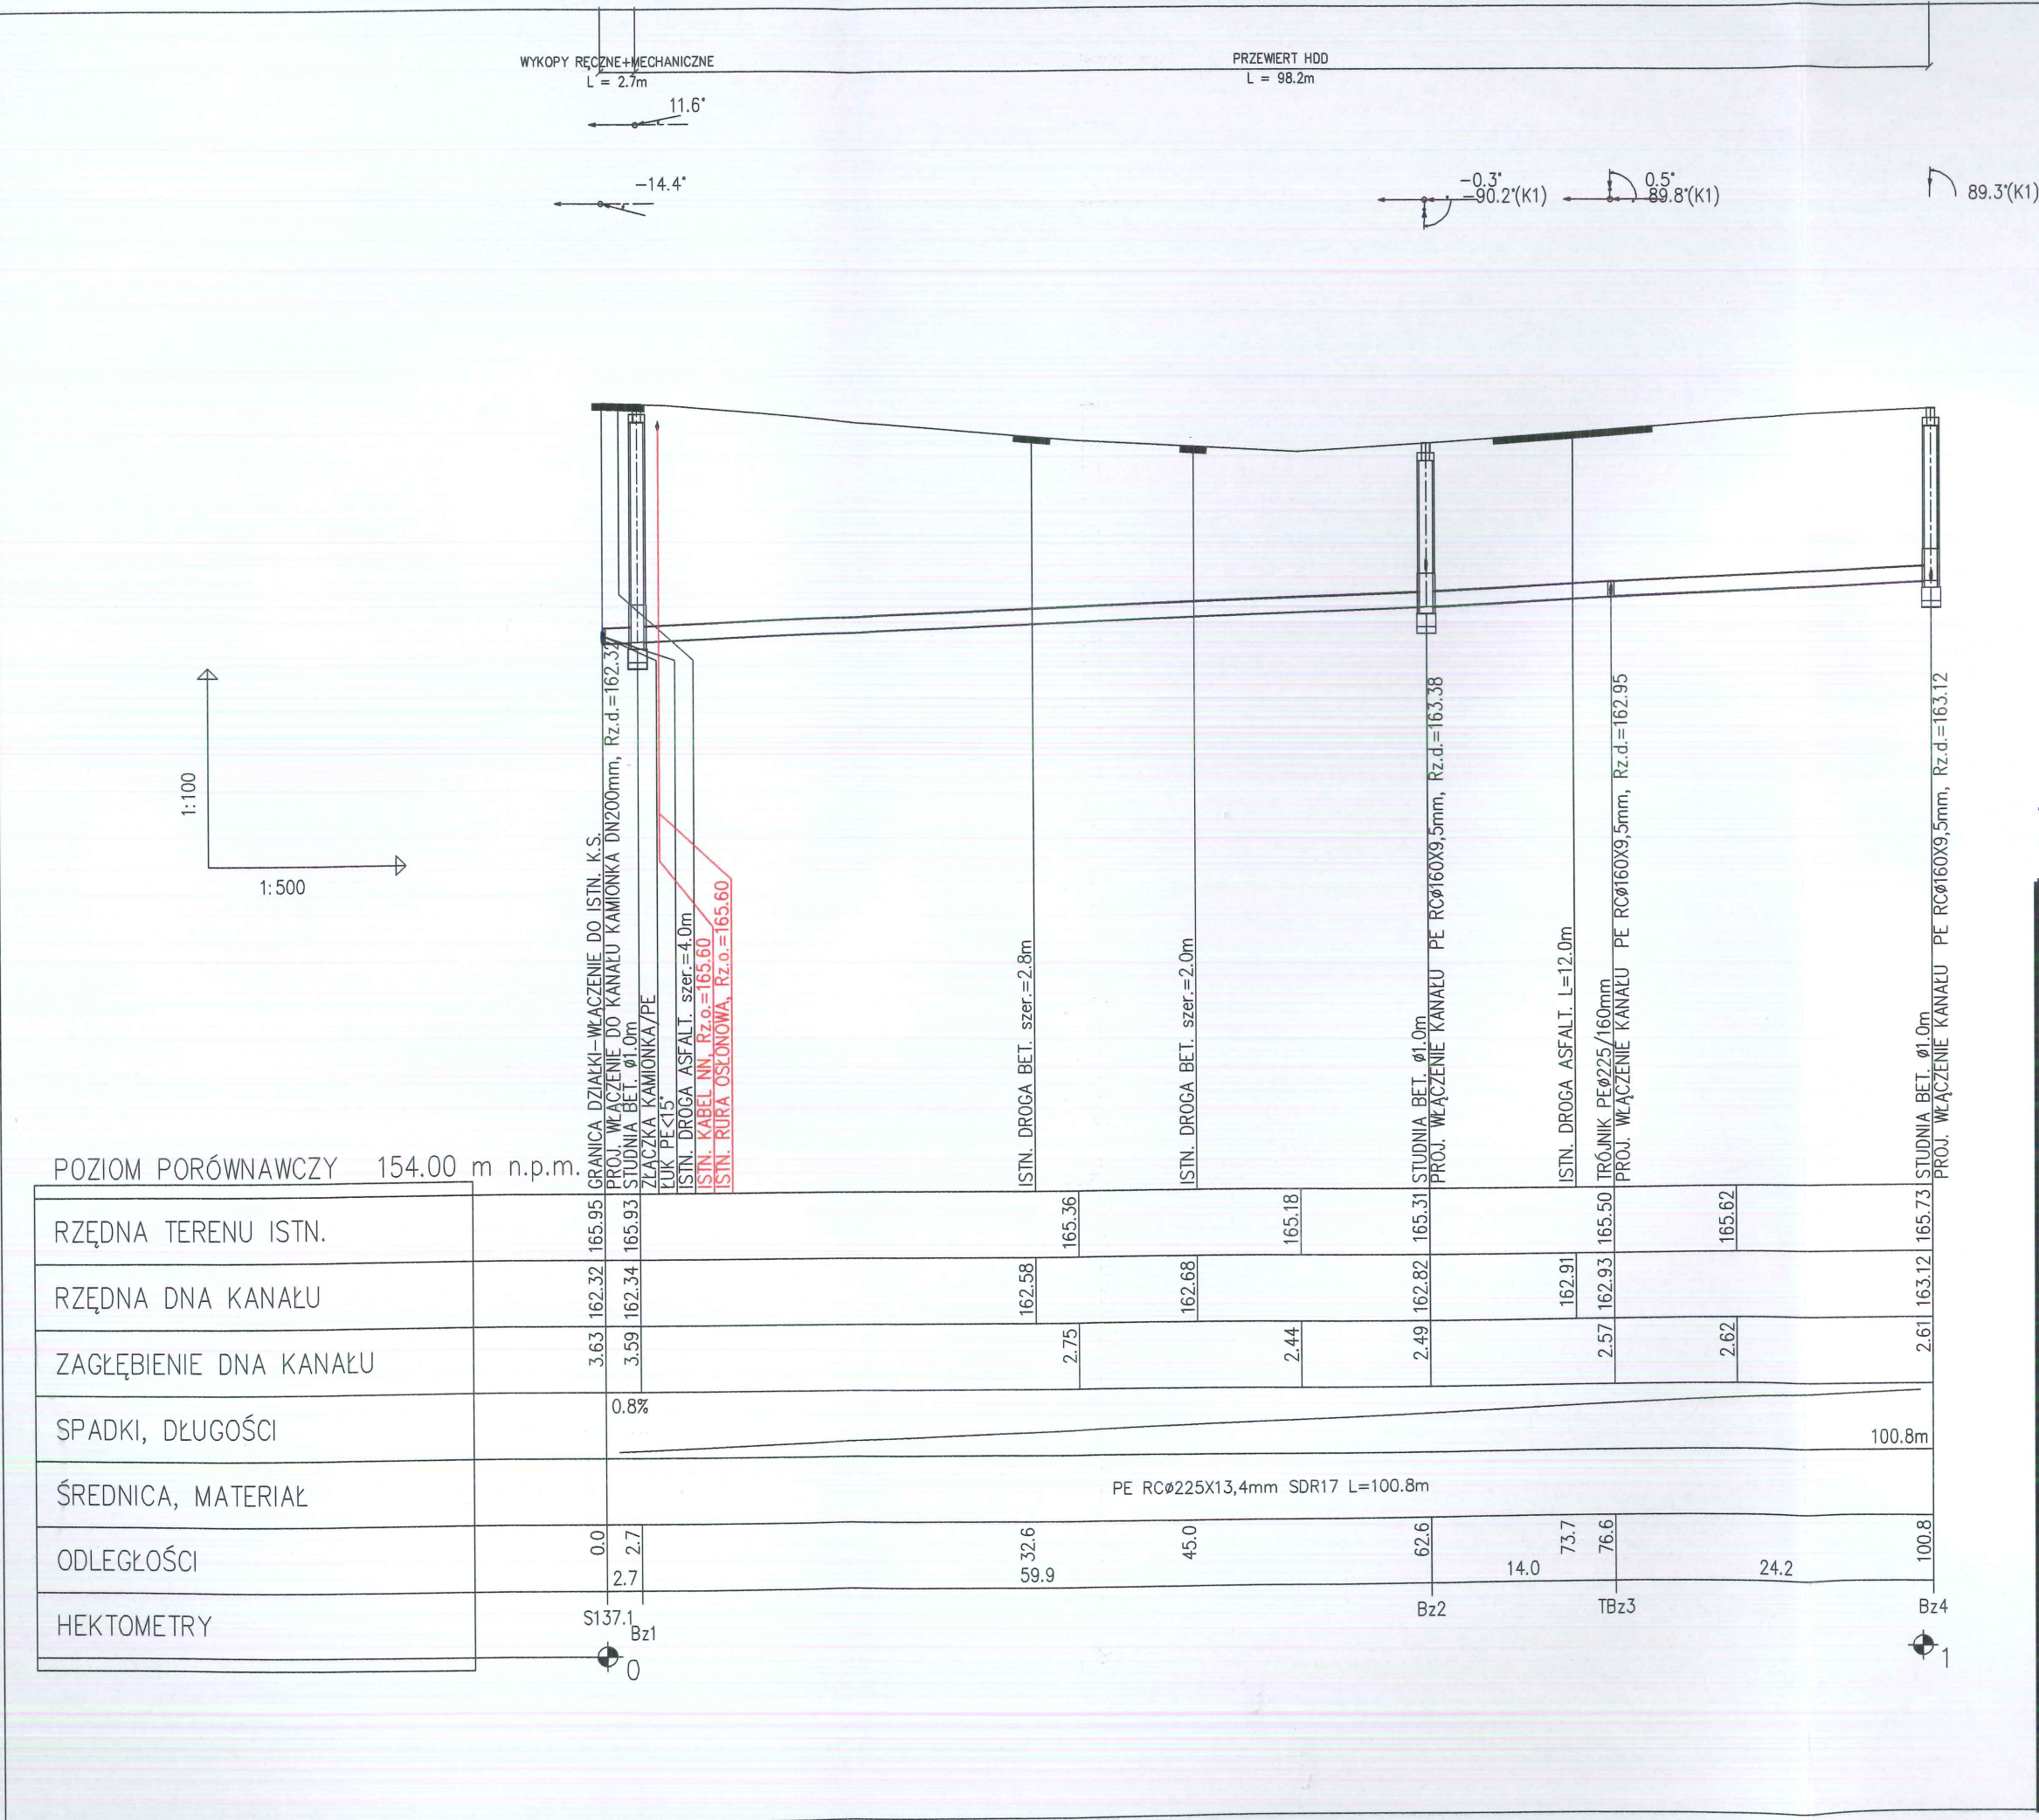 WYKOPY RĘCZNE+MECHANICZNE
L = 2.7m
PRZEWIERT HDD
L = 98.2m
11.6°
-14.4°
-0.3°
-90.2°(K1)
0.5°
89.8°(K1)
89.3°(K1)
1:100
1:500
GRANICA DZIAŁKI-WŁĄCZENIE DO ISTN. K.S.
PROJ. WŁĄCZENIE DO KANAŁU KAMIONKA DN200mm, Rz.d.=162.32
STUDNIA BET. ø1.0m
ZŁĄCZKA KAMIONKA/PE
ŁUK PE<15°
ISTN. DROGA ASFALT. szer.=4.0m
ISTN. KABEL NN, Rz.o.=165.60
ISTN. RURA OSŁONOWA, Rz.o.=165.60
ISTN. DROGA BET. szer.=2.8m
ISTN. DROGA BET. szer.=2.0m
STUDNIA BET. ø1.0m
PROJ. WŁĄCZENIE KANAŁU PE RCø160X9,5mm, Rz.d.=163.38
ISTN. DROGA ASFALT. L=12.0m
TRÓJNIK PEø225/160mm
PROJ. WŁĄCZENIE KANAŁU PE RCø160X9,5mm, Rz.d.=162.95
STUDNIA BET. ø1.0m
PROJ. WŁĄCZENIE KANAŁU PE RCø160X9,5mm, Rz.d.=163.12
POZIOM PORÓWNAWCZY 154.00 m n.p.m.
RZĘDNA TERENU ISTN.
165.95 165.93 165.36 165.18 165.31 165.50 165.62 165.73
RZĘDNA DNA KANAŁU
162.32 162.34 162.58 162.68 162.82 162.91 162.93 163.12
ZAGŁĘBIENIE DNA KANAŁU
3.63 3.59 2.75 2.44 2.49 2.57 2.62 2.61
SPADKI, DŁUGOŚCI
0.8%
100.8m
ŚREDNICA, MATERIAŁ
PE RCø225X13,4mm SDR17 L=100.8m
ODLEGŁOŚCI
0.0 2.7 32.6 45.0 62.6 73.7 76.6 100.8
2.7 59.9 14.0 24.2
HEKTOMETRY
S137.1 Bz1 Bz2 TBz3 Bz4
0 1